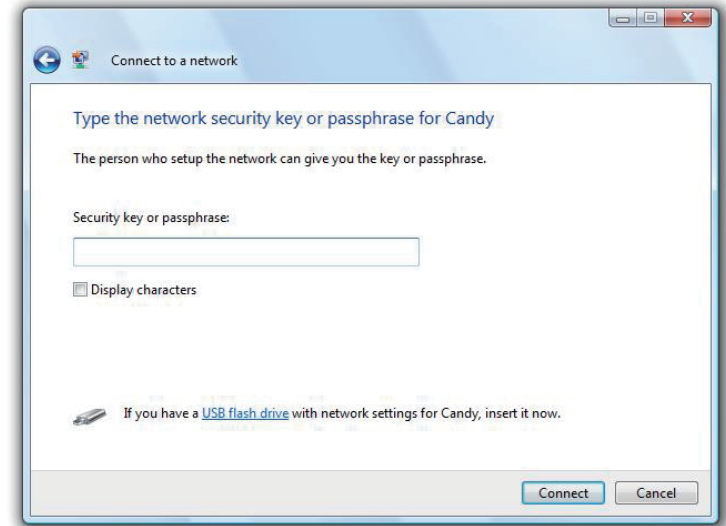 Connect to a network
Type the network security key or passphrase for Candy
The person who setup the network can give you the key or passphrase.
Security key or passphrase:
Display characters
If you have a USB flash drive with network settings for Candy, insert it now.
Connect Cancel